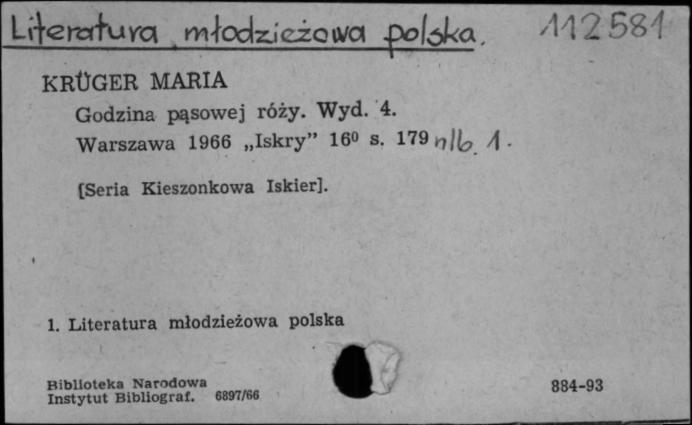 Literatura młodzieżowa polska. 112581
KRÜGER MARIA
Godzina pąsowej róży. Wyd. 4.
Warszawa 1966 „Iskry” 16⁰ s. 179 nlb. 1.
[Seria Kieszonkowa Iskier].
1. Literatura młodzieżowa polska
Biblioteka Narodowa
Instytut Bibliograf. 6897/66
884-93